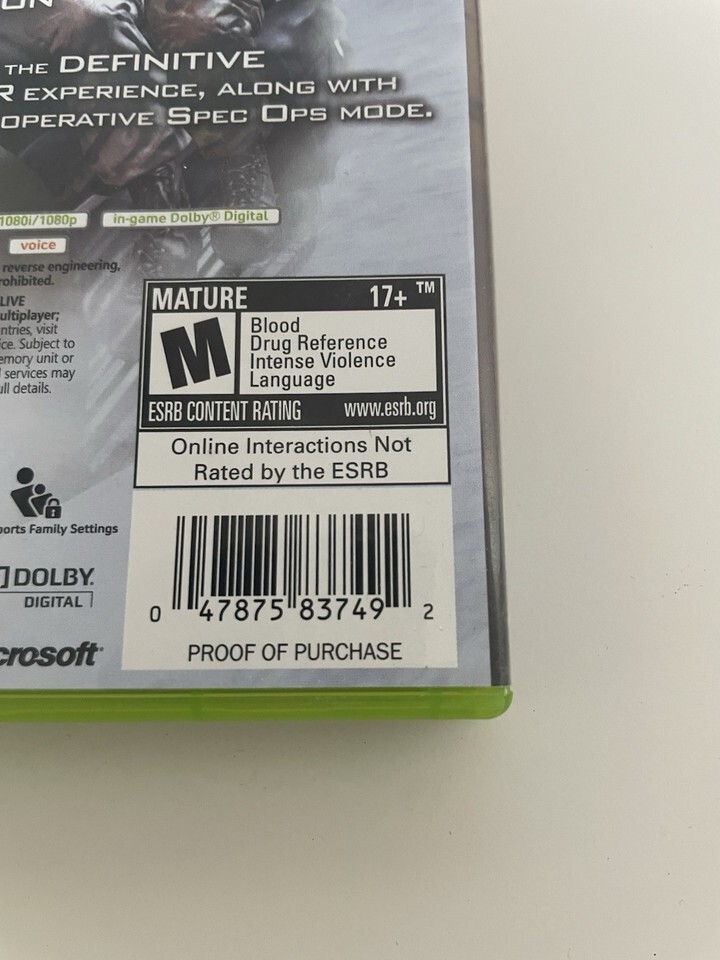 THE DEFINITIVE
R EXPERIENCE, ALONG WITH
OPERATIVE SPEC OPS MODE.
1080i/1080p
in-game Dolby® Digital
voice
reverse engineering,
rohibited.
LIVE
ultiplayer;
ntries, visit
ice. Subject to
emory unit or
services may
ull details.
MATURE 17+ ™
M
Blood
Drug Reference
Intense Violence
Language
ESRB CONTENT RATING www.esrb.org
Online Interactions Not
Rated by the ESRB
ports Family Settings
DOLBY.
DIGITAL
crosoft
0 47875 83749 2
PROOF OF PURCHASE